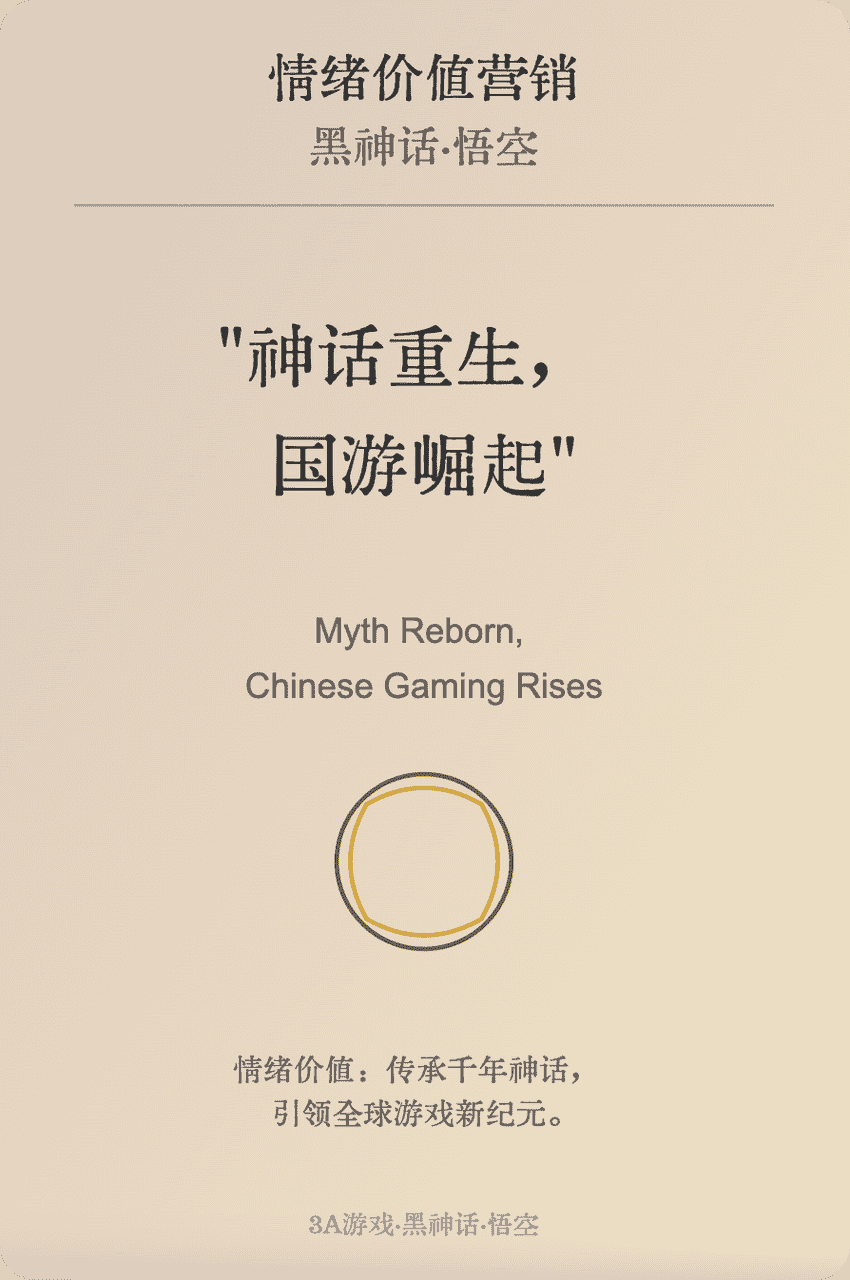 情绪价值营销
黑神话·悟空
"神话重生，
国游崛起"
Myth Reborn,
Chinese Gaming Rises
情绪价值：传承千年神话，
引领全球游戏新纪元。
3A游戏·黑神话·悟空